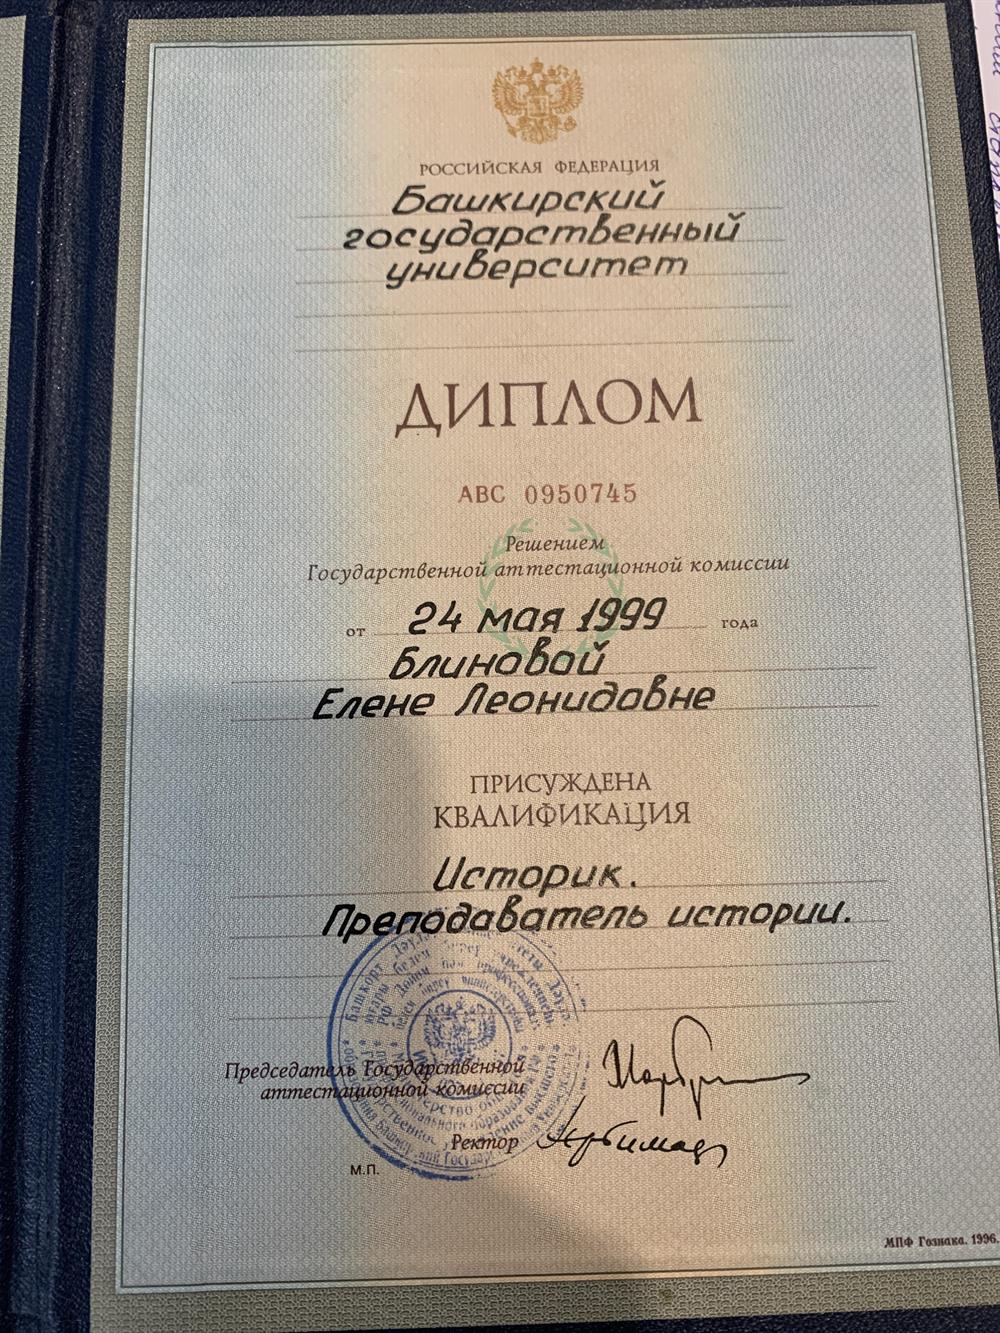 РОССИЙСКАЯ ФЕДЕРАЦИЯ
Башкирский
государственный
университет
ДИПЛОМ
АВС 0950745
Решением
Государственной аттестационной комиссии
от 24 мая 1999 года
Блиновой
Елене Леонидовне
ПРИСУЖДЕНА
КВАЛИФИКАЦИЯ
Историк.
Преподаватель истории.
Председатель Государственной
аттестационной комиссии
Ректор
М.П.
МПФ Гознака. 1996.